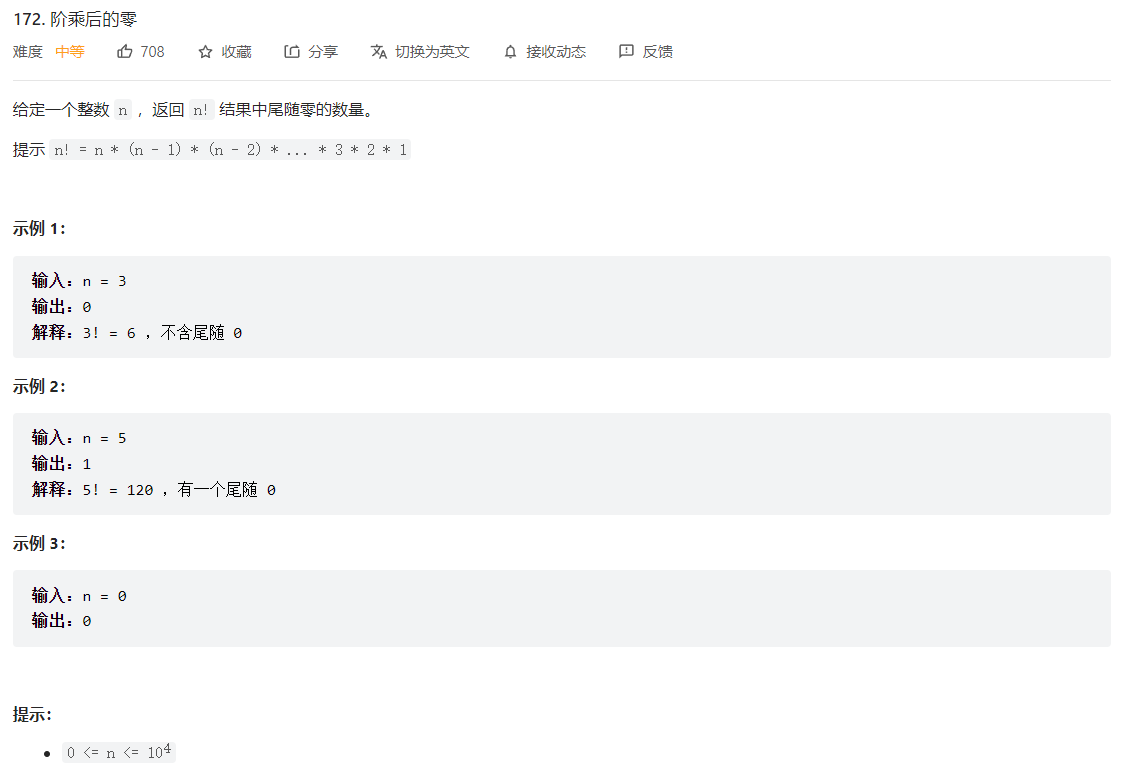 172. 阶乘后的零
难度 中等 708 收藏 分享 切换为英文 接收动态 反馈
给定一个整数 n ，返回 n! 结果中尾随零的数量。
提示 n! = n * (n - 1) * (n - 2) * ... * 3 * 2 * 1
示例 1：
输入：n = 3
输出：0
解释：3! = 6 ，不含尾随 0
示例 2：
输入：n = 5
输出：1
解释：5! = 120 ，有一个尾随 0
示例 3：
输入：n = 0
输出：0
提示：
0 <= n <= 10⁴